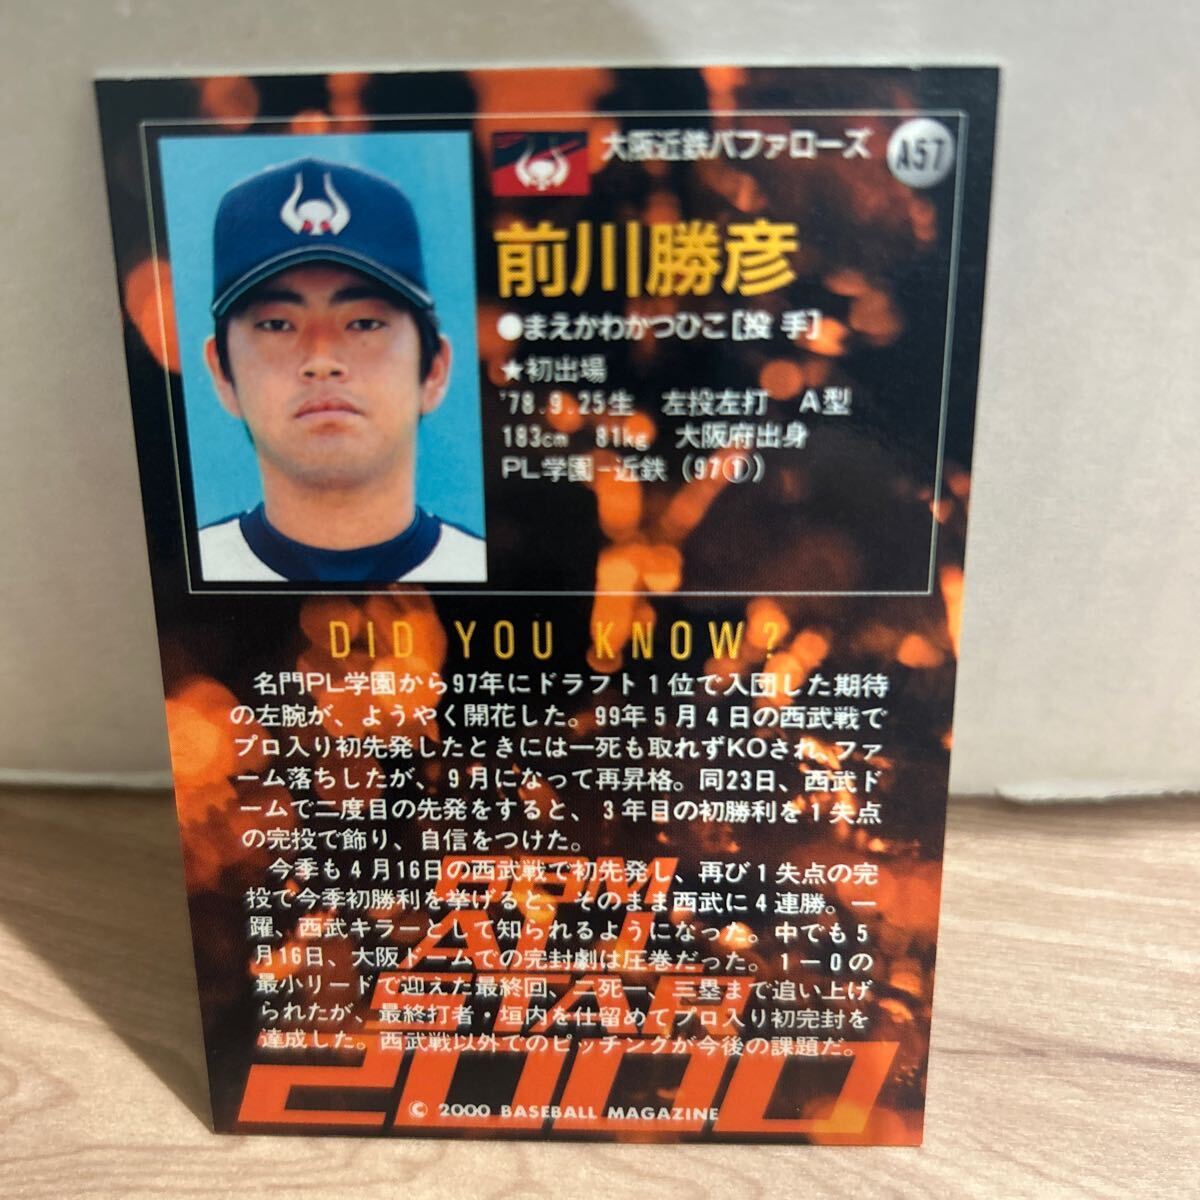 大阪近鉄バファローズ
A57
前川勝彦
●まえかわかつひこ[投 手]
★初出場
'78.9.25生 左投左打 A型
183cm 81kg 大阪府出身
PL学園－近鉄（97①）
DID YOU KNOW?
名門PL学園から97年にドラフト1位で入団した期待
の左腕が、ようやく開花した。99年5月4日の西武戦で
プロ入り初先発したときには一死も取れずKOされ、ファ
ーム落ちしたが、9月になって再昇格。同23日、西武ド
ームで二度目の先発をすると、3年目の初勝利を1失点
の完投で飾り、自信をつけた。
今季も4月16日の西武戦で初先発し、再び1失点の完
投で今季初勝利を挙げると、そのまま西武に4連勝。一
躍、西武キラーとして知られるようになった。中でも5
月16日、大阪ドームでの完封劇は圧巻だった。1－0の
最小リードで迎えた最終回、二死一、三塁まで追い上げ
られたが、最終打者・垣内を仕留めてプロ入り初完封を
達成した。西武戦以外でのピッチングが今後の課題だ。
ALL
STAR
2000
© 2000 BASEBALL MAGAZINE